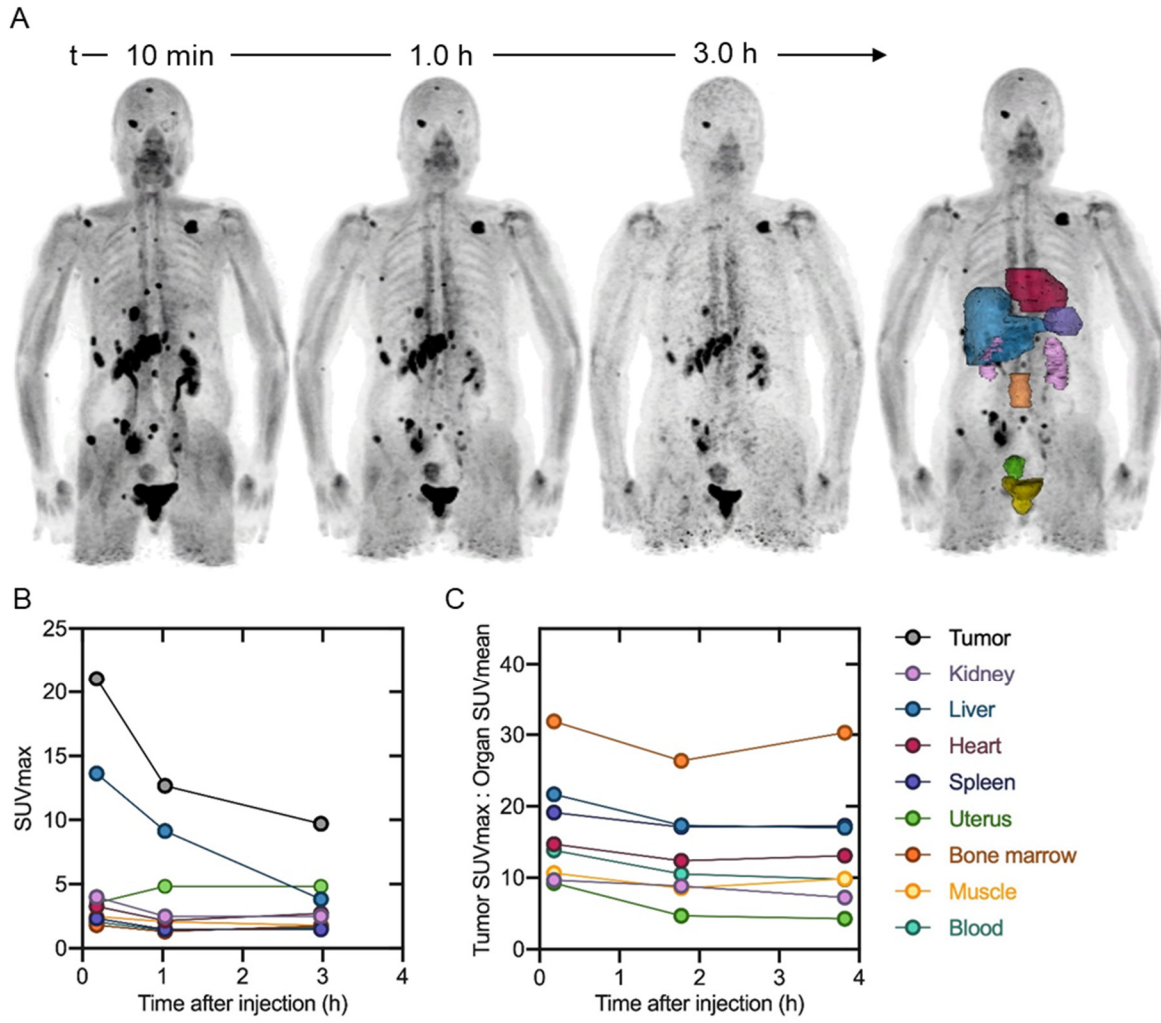 A
t 10 min 1.0 h 3.0 h
B
25
20
15
10
5
0
SUVmax
0 1 2 3 4
Time after injection (h)
C
40
30
20
10
0
Tumor SUVmax : Organ SUVmean
0 1 2 3 4
Time after injection (h)
Tumor
Kidney
Liver
Heart
Spleen
Uterus
Bone marrow
Muscle
Blood